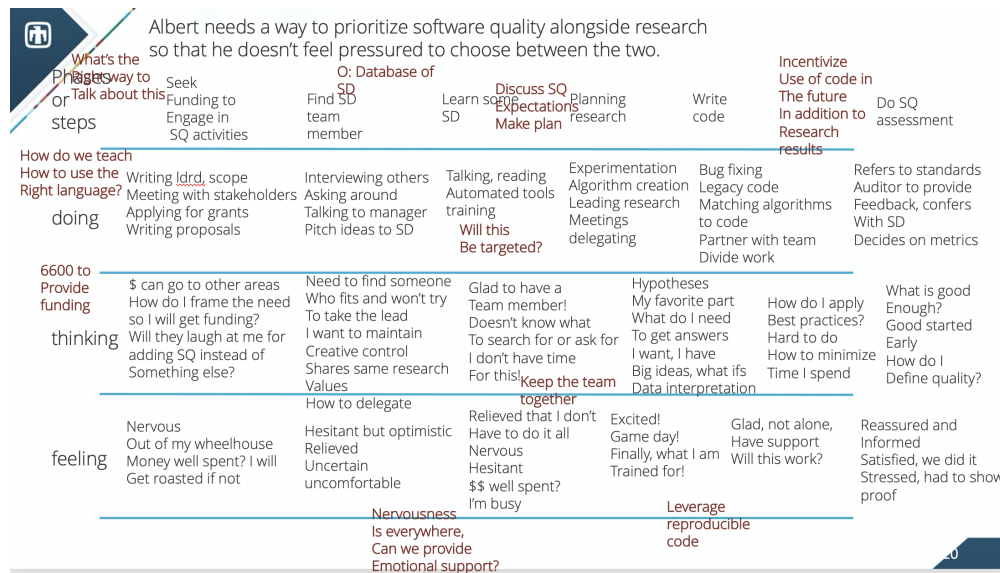 Albert needs a way to prioritize software quality alongside research
so that he doesn't feel pressured to choose between the two.
What's the
Right way to
Talk about this
Phases
or
steps
Seek
Funding to
Engage in
SQ activities
O: Database of
SD
Find SD
team
member
Learn some
SD
Discuss SQ
Expectations
Make plan
Planning
research
Write
code
Incentivize
Use of code in
The future
In addition to
Research
results
Do SQ
assessment
How do we teach
How to use the
Right language?
doing
Writing ldrd, scope
Meeting with stakeholders
Applying for grants
Writing proposals
Interviewing others
Asking around
Talking to manager
Pitch ideas to SD
Talking, reading
Automated tools
training
Will this
Be targeted?
Experimentation
Algorithm creation
Leading research
Meetings
delegating
Bug fixing
Legacy code
Matching algorithms
to code
Partner with team
Divide work
Refers to standards
Auditor to provide
Feedback, confers
With SD
Decides on metrics
6600 to
Provide
funding
thinking
$ can go to other areas
How do I frame the need
so I will get funding?
Will they laugh at me for
adding SQ instead of
Something else?
Need to find someone
Who fits and won't try
To take the lead
I want to maintain
Creative control
Shares same research
Values
How to delegate
Glad to have a
Team member!
Doesn't know what
To search for or ask for
I don't have time
For this!
Keep the team
together
Hypotheses
My favorite part
What do I need
To get answers
I want, I have
Big ideas, what ifs
Data interpretation
How do I apply
Best practices?
Hard to do
How to minimize
Time I spend
What is good
Enough?
Good started
Early
How do I
Define quality?
feeling
Nervous
Out of my wheelhouse
Money well spent? I will
Get roasted if not
Hesitant but optimistic
Relieved
Uncertain
uncomfortable
Relieved that I don't
Have to do it all
Nervous
Hesitant
$$ well spent?
I'm busy
Excited!
Game day!
Finally, what I am
Trained for!
Glad, not alone,
Have support
Will this work?
Reassured and
Informed
Satisfied, we did it
Stressed, had to show
proof
Nervousness
Is everywhere,
Can we provide
Emotional support?
Leverage
reproducible
code
20